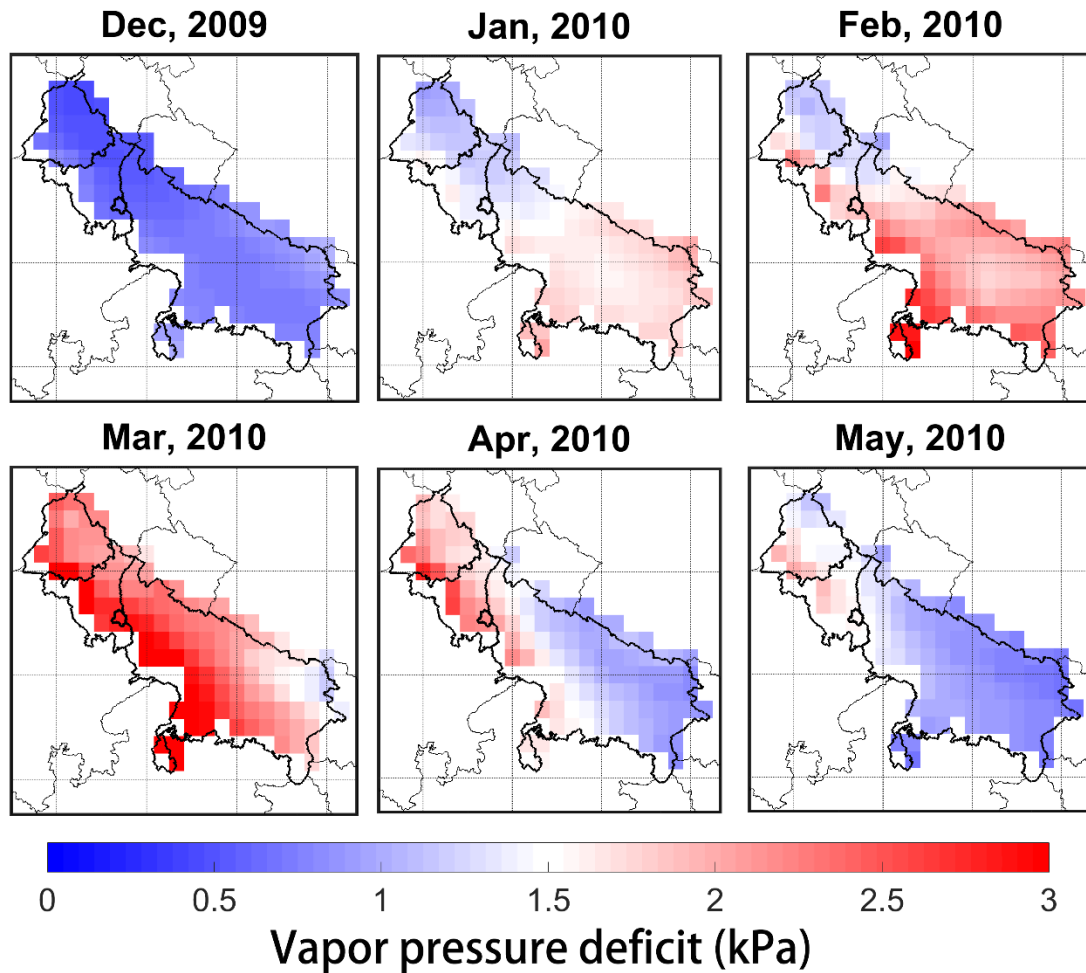 Dec, 2009 Jan, 2010 Feb, 2010
Mar, 2010 Apr, 2010 May, 2010
0 0.5 1 1.5 2 2.5 3
Vapor pressure deficit (kPa)